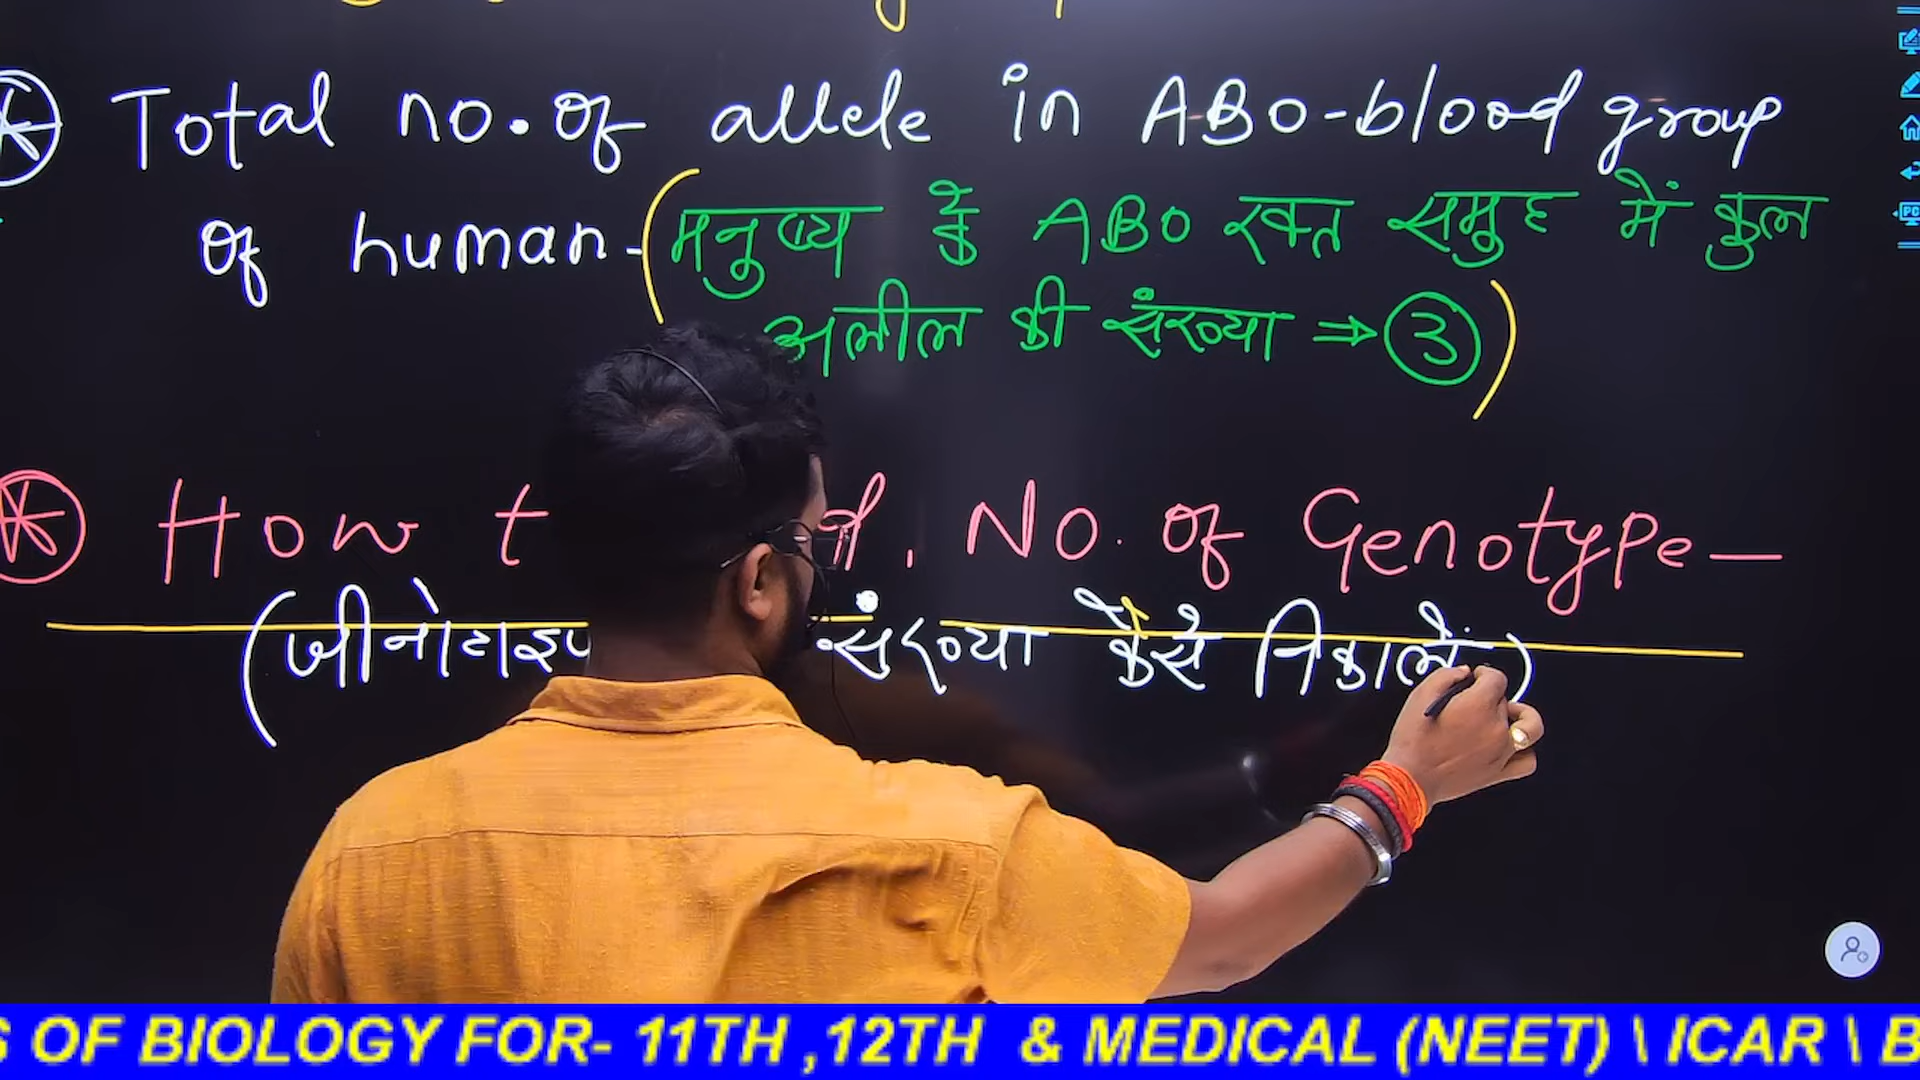 Total no. of allele in ABO-blood group
of human - (मनुष्य के ABO रक्त समुह में कुल
अलील की संख्या ⇒ 3)
How t d. No. of Genotype —
(जीनोटाइप संख्या कैसे निकालें)
S OF BIOLOGY FOR- 11TH ,12TH & MEDICAL (NEET) \ ICAR \ B